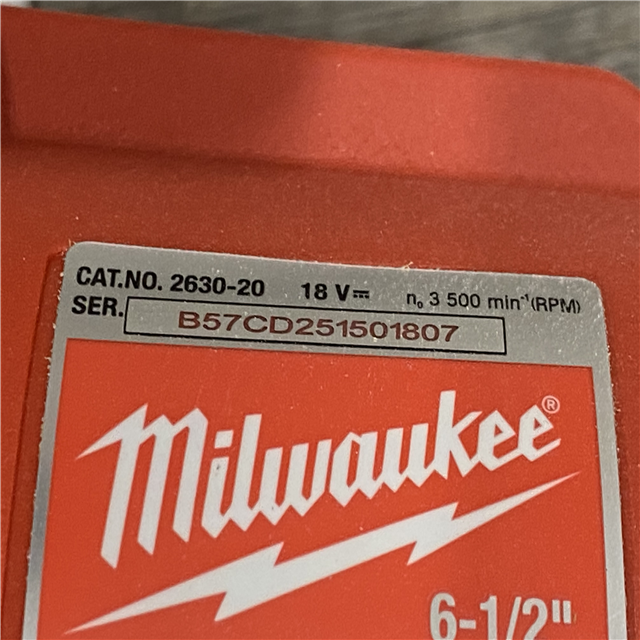 CAT.NO. 2630-20 18 V⎓ n₀ 3 500 min⁻¹(RPM)
SER. B57CD251501807
Milwaukee®
6-1/2"